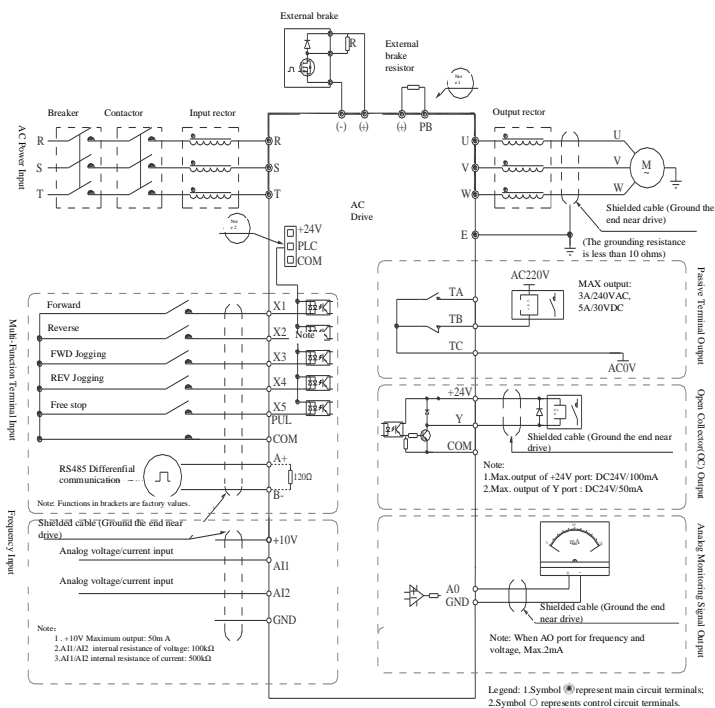 External brake
R
External
brake
resistor
Not
e 1
Breaker
Contactor
Input rector
(-)
(+)
(+)
PB
Output rector
AC Power Input
R
S
T
R
S
T
U
V
W
U
V
W
M
~
AC
Drive
Shielded cable (Ground the
end near drive)
Not
e 2
+24V
PLC
COM
E
(The grounding resistance
is less than 10 ohms)
Multi-Function Terminal Input
Forward
X1
Reverse
X2
Note
FWD Jogging
X3
REV Jogging
X4
Free stop
X5
PUL
COM
RS485 Differential
communication
A+
120Ω
B-
Note: Functions in brackets are factory values.
Passive Terminal Output
TA
TB
TC
AC220V
MAX output:
3A/240VAC,
5A/30VDC
AC0V
Open Collector(OC) Output
+24V
Y
COM
Shielded cable (Ground the end near
drive)
Note:
1.Max.output of +24V port: DC24V/100mA
2.Max. output of Y port : DC24V/50mA
Frequency Input
Shielded cable (Ground the end near
drive)
+10V
Analog voltage/current input
AI1
Analog voltage/current input
AI2
GND
Note:
1 . +10V Maximum output: 50m A
2.AI1/AI2 internal resistance of voltage: 100kΩ
3.AI1/AI2 internal resistance of current: 500kΩ
Analog Monitoring Signal Output
mA
A0
GND
Shielded cable (Ground the end
near drive)
Note: When AO port for frequency and
voltage, Max.2mA
Legend: 1.Symbol represent main circuit terminals;
2.Symbol represents control circuit terminals.